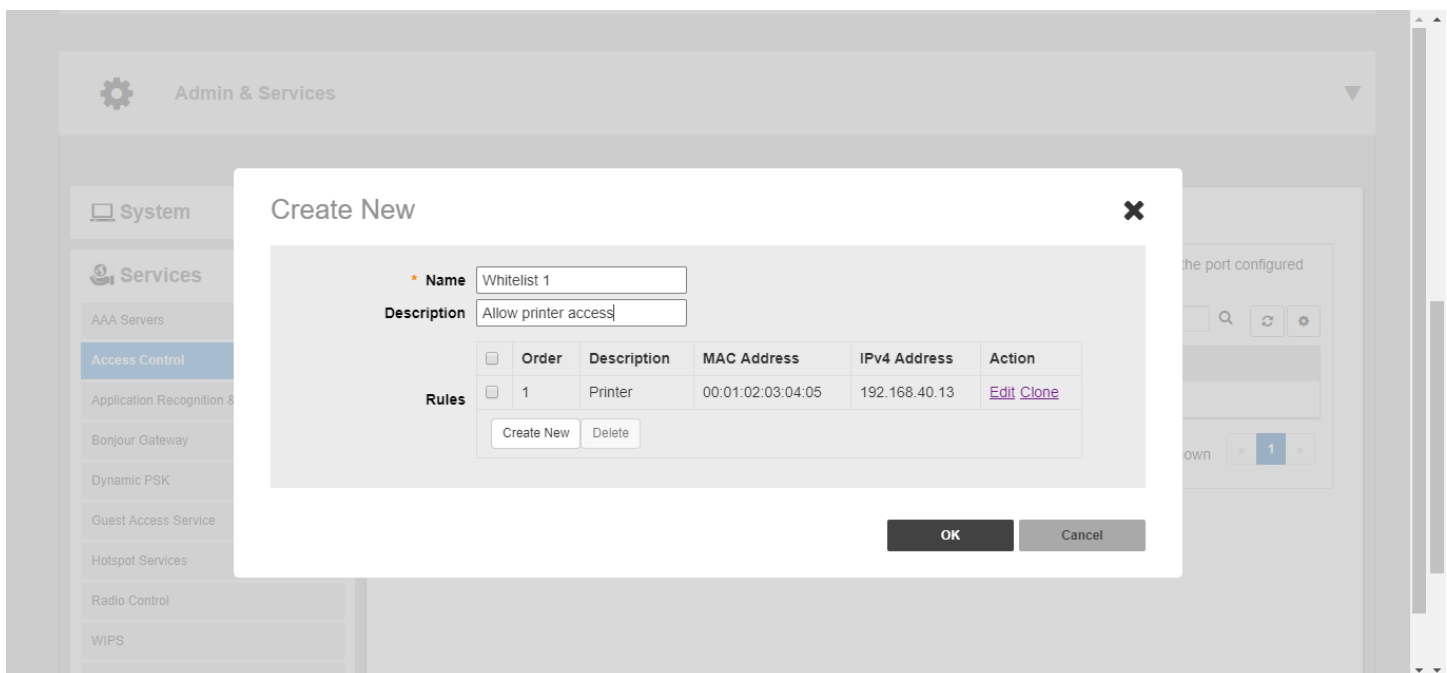 Admin & Services
System
Create New
Services
the port configured
* Name Whitelist 1
Description Allow printer access
AAA Servers
Access Control
Order Description MAC Address IPv4 Address Action
Rules 1 Printer 00:01:02:03:04:05 192.168.40.13 Edit Clone
Application Recognition &
Create New Delete
Bonjour Gateway
own « 1 »
Dynamic PSK
Guest Access Service
OK Cancel
Hotspot Services
Radio Control
WIPS